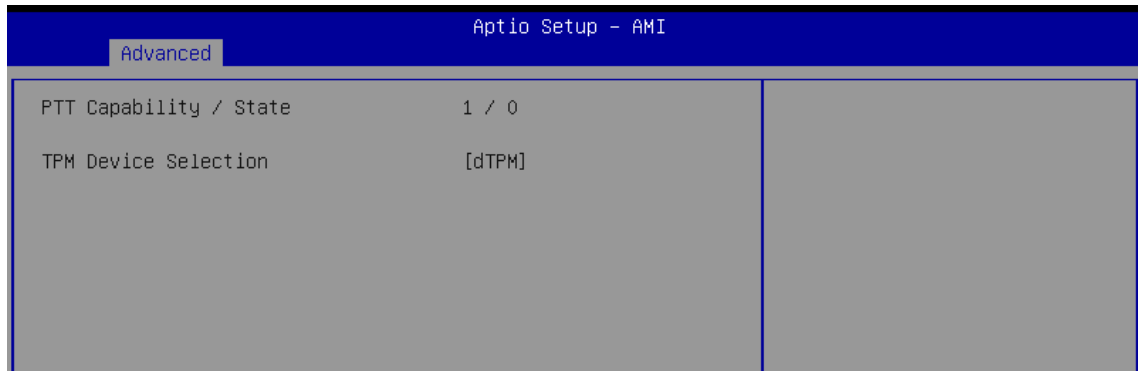 Aptio Setup – AMI
Advanced
PTT Capability / State 1 / 0
TPM Device Selection [dTPM]